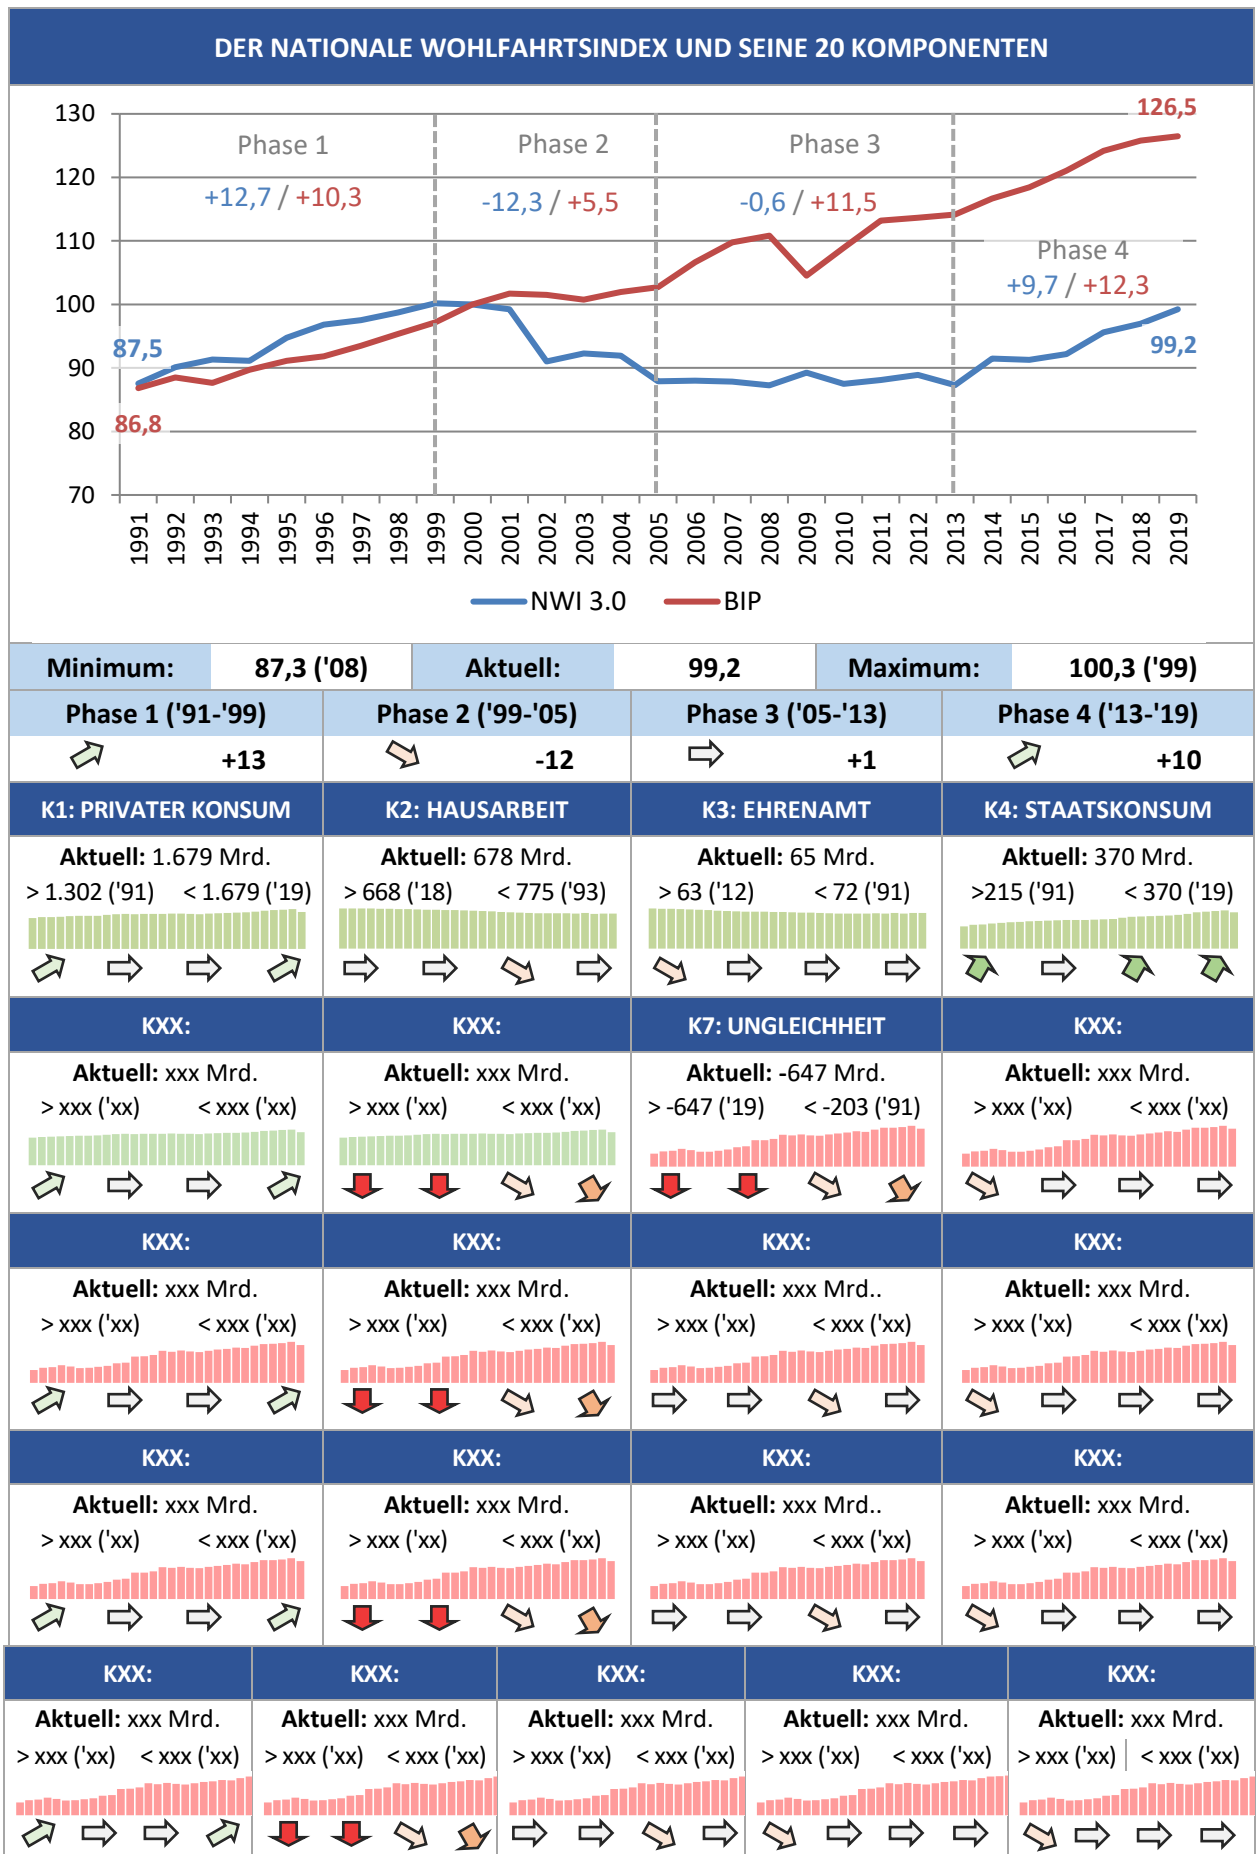 DER NATIONALE WOHLFAHRTSINDEX UND SEINE 20 KOMPONENTEN
130
120
110
100
90
80
70
Phase 1
+12,7 / +10,3
Phase 2
-12,3 / +5,5
Phase 3
-0,6 / +11,5
Phase 4
+9,7 / +12,3
126,5
99,2
87,5
86,8
1991 1992 1993 1994 1995 1996 1997 1998 1999 2000 2001 2002 2003 2004 2005 2006 2007 2008 2009 2010 2011 2012 2013 2014 2015 2016 2017 2018 2019
NWI 3.0 BIP
Minimum: 87,3 ('08) Aktuell: 99,2 Maximum: 100,3 ('99)
Phase 1 ('91-'99) Phase 2 ('99-'05) Phase 3 ('05-'13) Phase 4 ('13-'19)
+13 -12 +1 +10
K1: PRIVATER KONSUM K2: HAUSARBEIT K3: EHRENAMT K4: STAATSKONSUM
Aktuell: 1.679 Mrd. Aktuell: 678 Mrd. Aktuell: 65 Mrd. Aktuell: 370 Mrd.
> 1.302 ('91) < 1.679 ('19) > 668 ('18) < 775 ('93) > 63 ('12) < 72 ('91) >215 ('91) < 370 ('19)
KXX: KXX: K7: UNGLEICHHEIT KXX:
Aktuell: xxx Mrd. Aktuell: xxx Mrd. Aktuell: -647 Mrd. Aktuell: xxx Mrd.
> xxx ('xx) < xxx ('xx) > xxx ('xx) < xxx ('xx) > -647 ('19) < -203 ('91) > xxx ('xx) < xxx ('xx)
KXX: KXX: KXX: KXX:
Aktuell: xxx Mrd. Aktuell: xxx Mrd. Aktuell: xxx Mrd.. Aktuell: xxx Mrd.
> xxx ('xx) < xxx ('xx) > xxx ('xx) < xxx ('xx) > xxx ('xx) < xxx ('xx) > xxx ('xx) < xxx ('xx)
KXX: KXX: KXX: KXX:
Aktuell: xxx Mrd. Aktuell: xxx Mrd. Aktuell: xxx Mrd.. Aktuell: xxx Mrd.
> xxx ('xx) < xxx ('xx) > xxx ('xx) < xxx ('xx) > xxx ('xx) < xxx ('xx) > xxx ('xx) < xxx ('xx)
KXX: KXX: KXX: KXX: KXX:
Aktuell: xxx Mrd. Aktuell: xxx Mrd. Aktuell: xxx Mrd. Aktuell: xxx Mrd. Aktuell: xxx Mrd.
> xxx ('xx) < xxx ('xx) > xxx ('xx) < xxx ('xx) > xxx ('xx) < xxx ('xx) > xxx ('xx) < xxx ('xx) > xxx ('xx) < xxx ('xx)